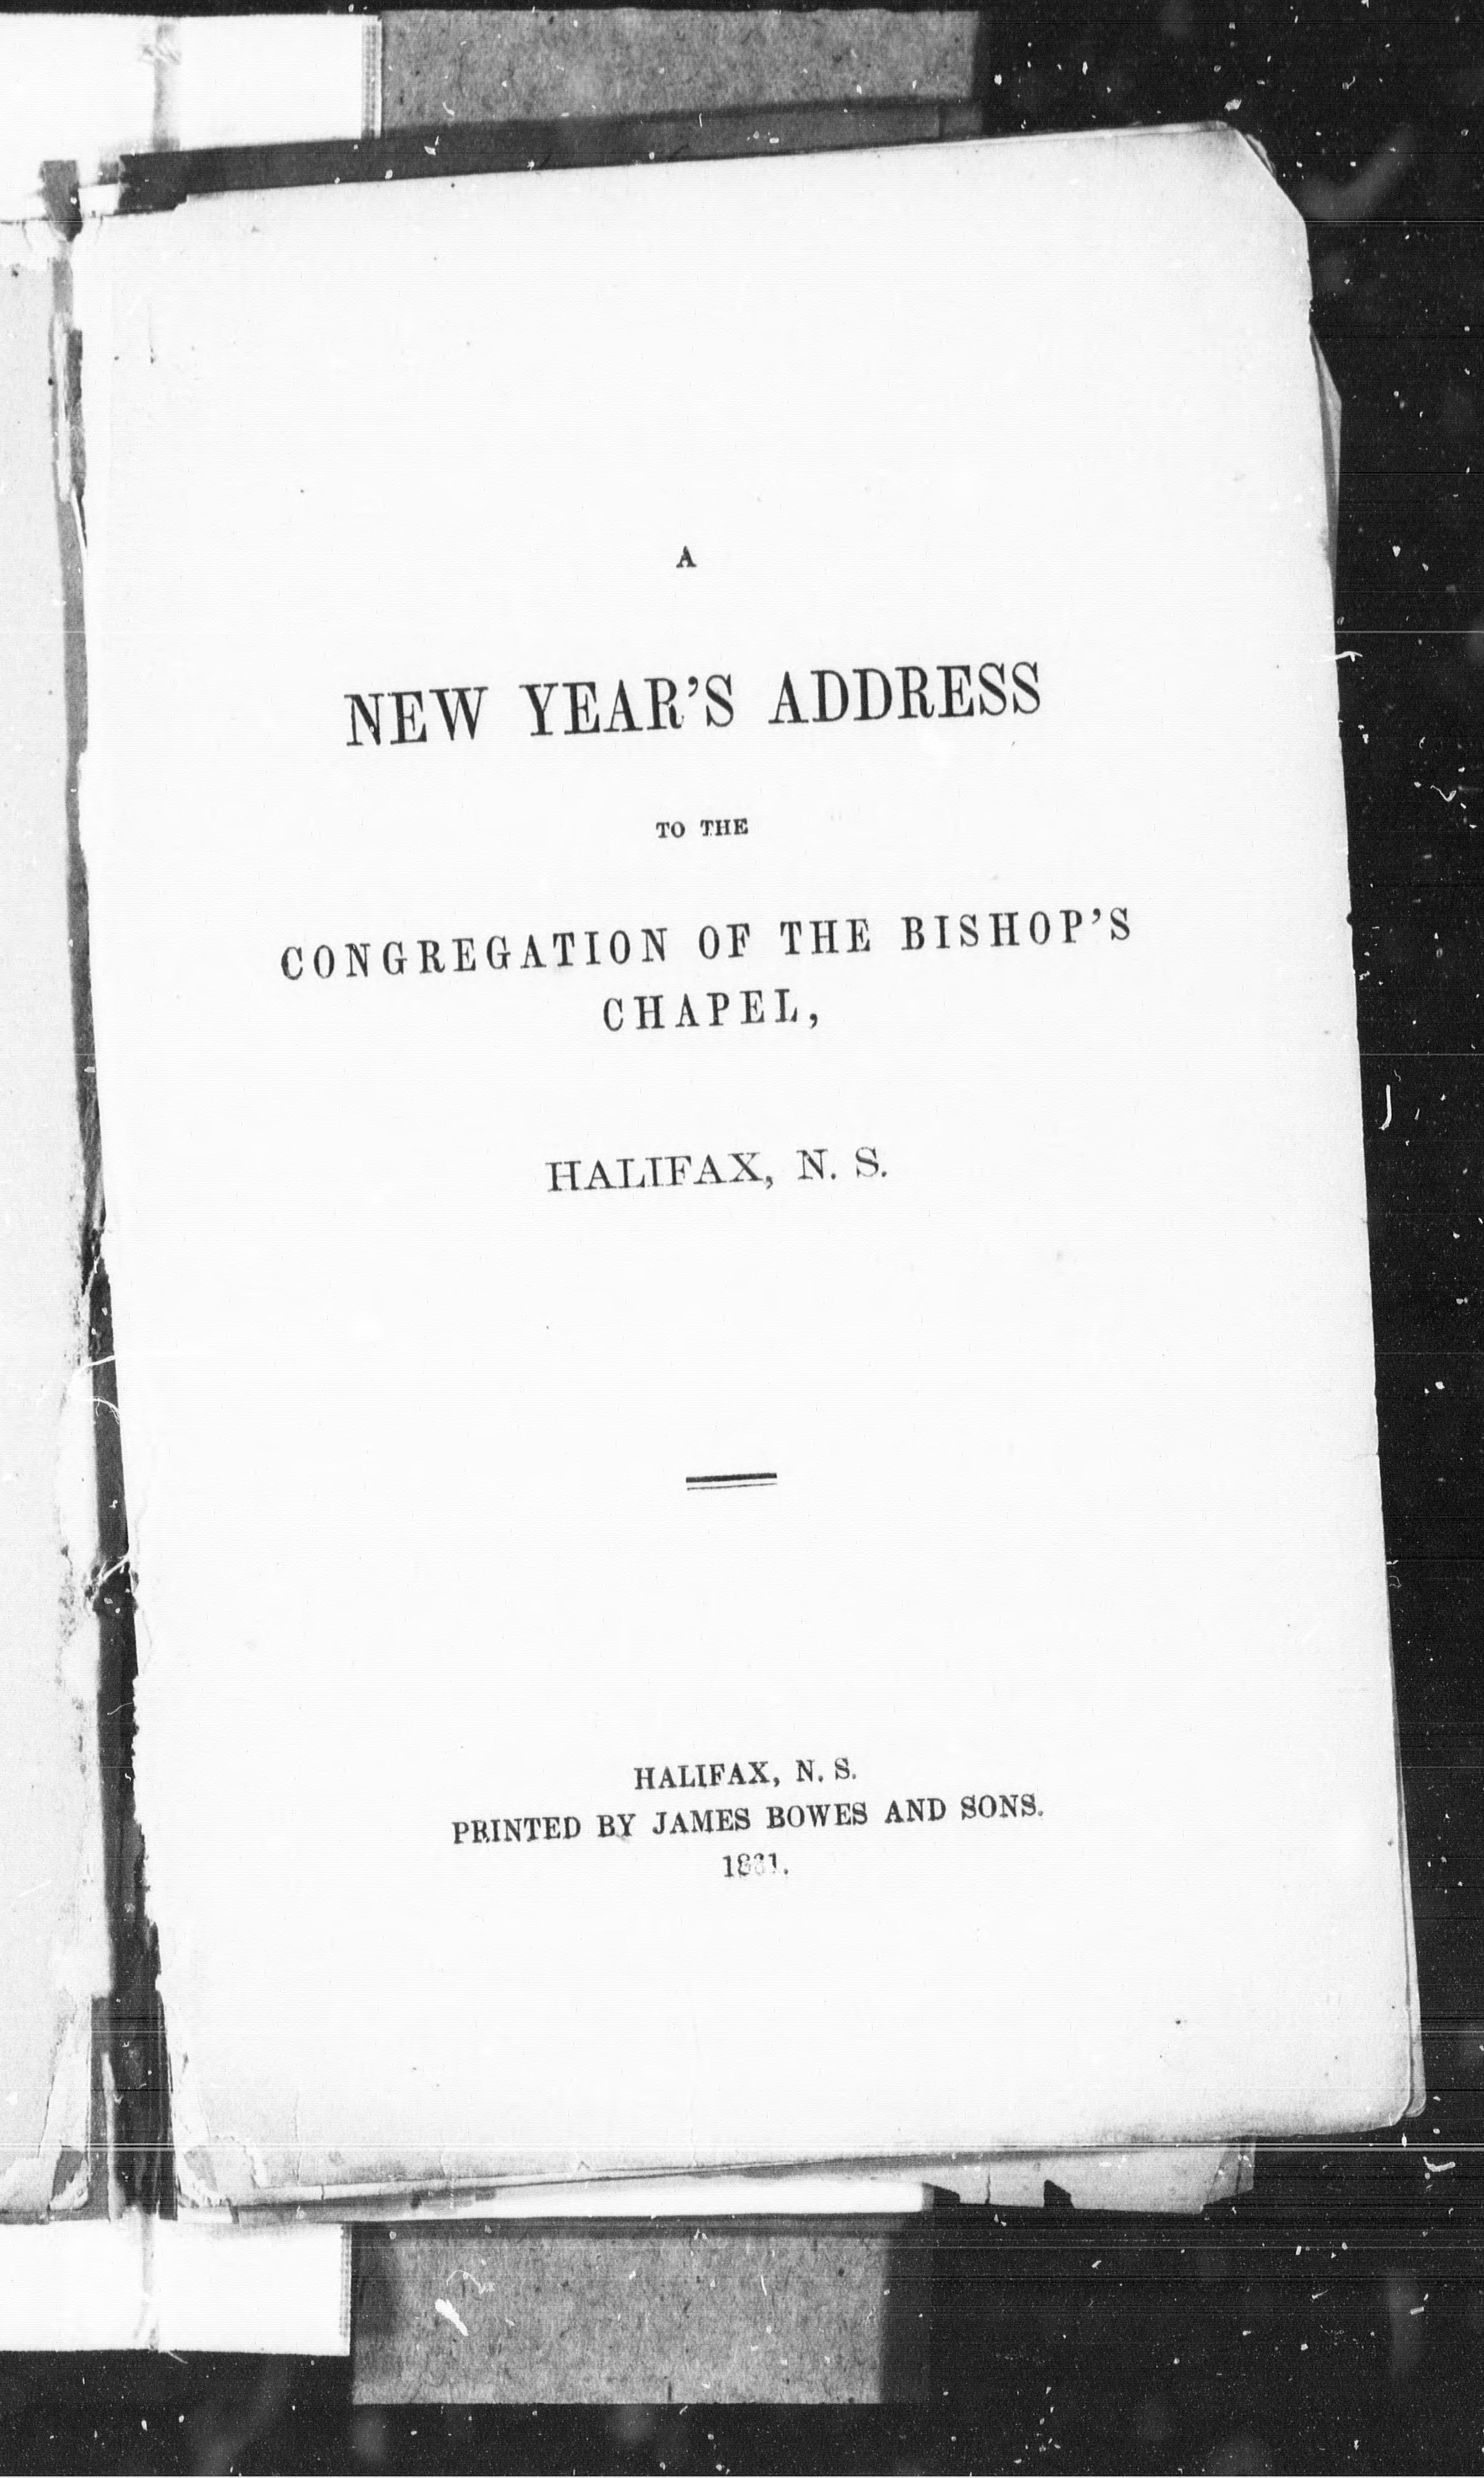 A
NEW YEAR'S ADDRESS
TO THE
CONGREGATION OF THE BISHOP'S
CHAPEL,
HALIFAX, N. S.
HALIFAX, N. S.
PRINTED BY JAMES BOWES AND SONS.